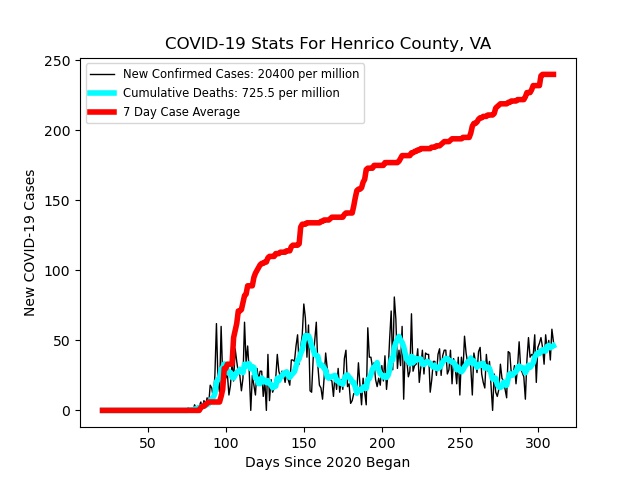 COVID-19 Stats For Henrico County, VA
New Confirmed Cases: 20400 per million
Cumulative Deaths: 725.5 per million
7 Day Case Average
New COVID-19 Cases
250
200
150
100
50
0
50 100 150 200 250 300
Days Since 2020 Began